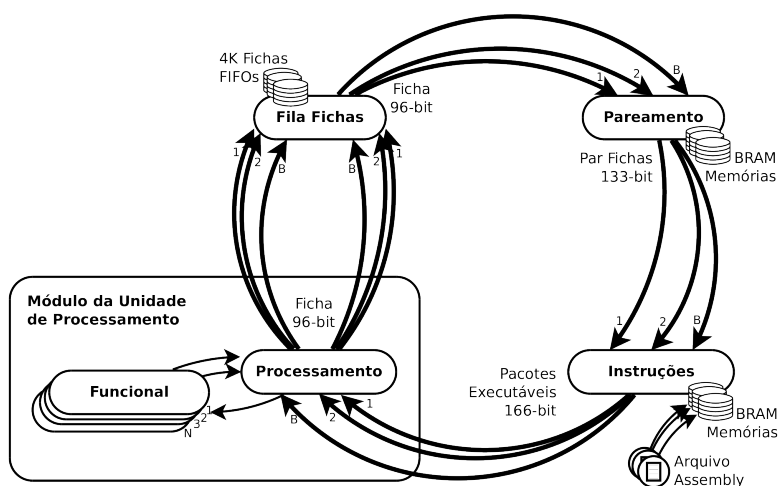 4K Fichas
FIFOs
Fila Fichas
Ficha
96-bit
1
2
B
Pareamento
BRAM
Memórias
Par Fichas
133-bit
1
2
B
B
2
1
1
2
B
Módulo da Unidade
de Processamento
Ficha
96-bit
Processamento
Funcional
1
2
3
N
B
2
1
Pacotes
Executáveis
166-bit
Instruções
BRAM
Memórias
Arquivo
Assembly